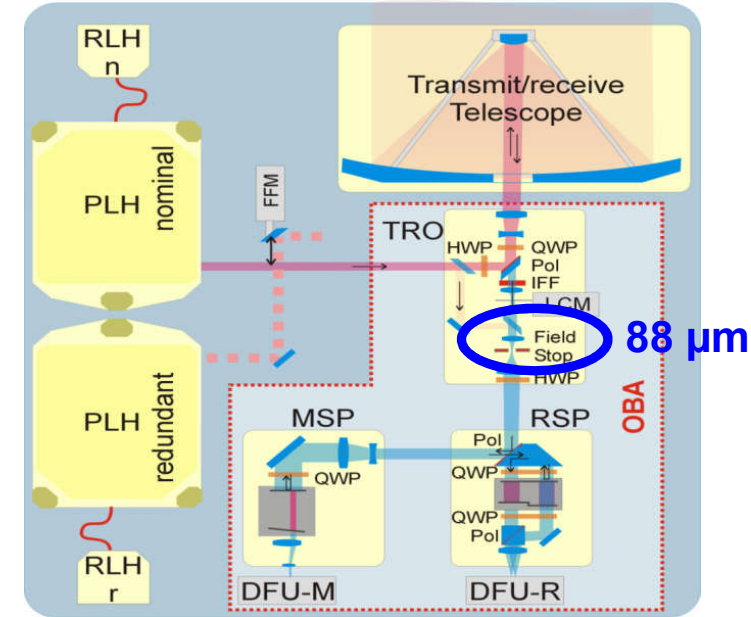 RLH
n
Transmit/receive
Telescope
PLH
nominal
FFM
TRO
HWP
QWP
Pol
IFF
LCM
Field
Stop
88 µm
HWP
PLH
redundant
OBA
MSP
RSP
Pol
QWP
QWP
QWP
Pol
RLH
r
DFU-M
DFU-R